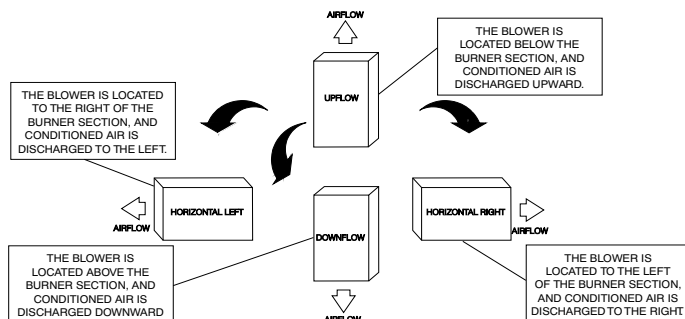 AIRFLOW
THE BLOWER IS
LOCATED BELOW THE
BURNER SECTION, AND
CONDITIONED AIR IS
DISCHARGED UPWARD.
UPFLOW
THE BLOWER IS LOCATED
TO THE RIGHT OF THE
BURNER SECTION, AND
CONDITIONED AIR IS
DISCHARGED TO THE LEFT.
HORIZONTAL LEFT
AIRFLOW
DOWNFLOW
HORIZONTAL RIGHT
AIRFLOW
THE BLOWER IS
LOCATED ABOVE THE
BURNER SECTION, AND
CONDITIONED AIR IS
DISCHARGED DOWNWARD
AIRFLOW
THE BLOWER IS
LOCATED TO THE LEFT
OF THE BURNER SECTION,
AND CONDITIONED AIR IS
DISCHARGED TO THE RIGHT